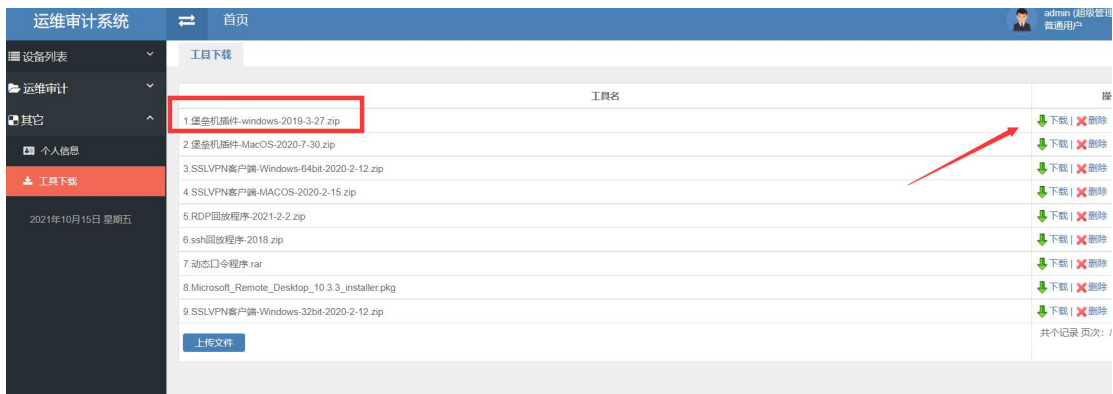 运维审计系统
首页
admin (超级管理
普通用户
设备列表
工具下载
运维审计
工具名
操
其它
1.堡垒机插件-windows-2019-3-27.zip
下载 | 删除
个人信息
2.堡垒机插件-MacOS-2020-7-30.zip
下载 | 删除
3.SSLVPN客户端-Windows-64bit-2020-2-12.zip
下载 | 删除
工具下载
4.SSLVPN客户端-MACOS-2020-2-15.zip
下载 | 删除
2021年10月15日 星期五
5.RDP回放程序-2021-2-2.zip
下载 | 删除
6.ssh回放程序-2018.zip
下载 | 删除
7.动态口令程序.rar
下载 | 删除
8.Microsoft_Remote_Desktop_10.3.3_installer.pkg
下载 | 删除
9.SSLVPN客户端-Windows-32bit-2020-2-12.zip
下载 | 删除
上传文件
共个记录 页次: /